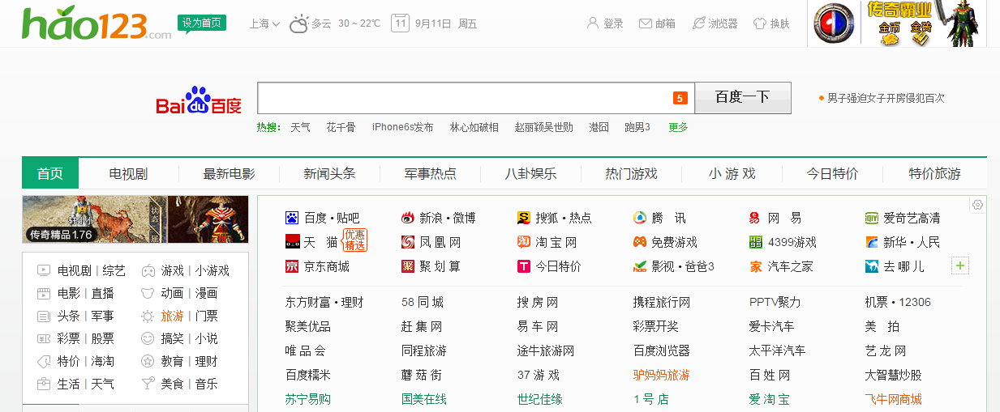 hao123.com 设为首页 上海 多云 30 ~ 22℃ 11 9月11日 周五 登录 邮箱 浏览器 换肤 传奇霸业
金币 金砖
Bai du 百度 5 百度一下 男子强迫女子开房侵犯百次
热搜： 天气 花千骨 iPhone6s发布 林心如破相 赵丽颖吴世勋 港囧 跑男3 更多
首页 电视剧 最新电影 新闻头条 军事热点 八卦娱乐 热门游戏 小 游 戏 今日特价 特价旅游
传奇精品1.76
电视剧 | 综艺 游戏 | 小游戏
电影 | 直播 动画 | 漫画
头条 | 军事 旅游 | 门票
彩票 | 股票 搞笑 | 小说
特价 | 海淘 教育 | 理财
生活 | 天气 美食 | 音乐
百度 • 贴吧 新浪 • 微博 搜狐 • 热点 腾 讯 网 易 爱奇艺高清
天 猫 优惠精选 凤 凰 网 淘 宝 网 免费游戏 4399游戏 新华 • 人民
京东商城 聚 划 算 今日特价 影视 • 爸爸3 汽车之家 去 哪 儿
东方财富 • 理财 58 同 城 搜 房 网 携程旅行网 PPTV聚力 机票 • 12306
聚美优品 赶 集 网 易 车 网 彩票开奖 爱卡汽车 美 拍
唯 品 会 同程旅游 途牛旅游网 百度浏览器 太平洋汽车 艺 龙 网
百度糯米 蘑 菇 街 37 游 戏 驴妈妈旅游 百 姓 网 大智慧炒股
苏宁易购 国美在线 世纪佳缘 1 号 店 爱 淘 宝 飞牛网商城